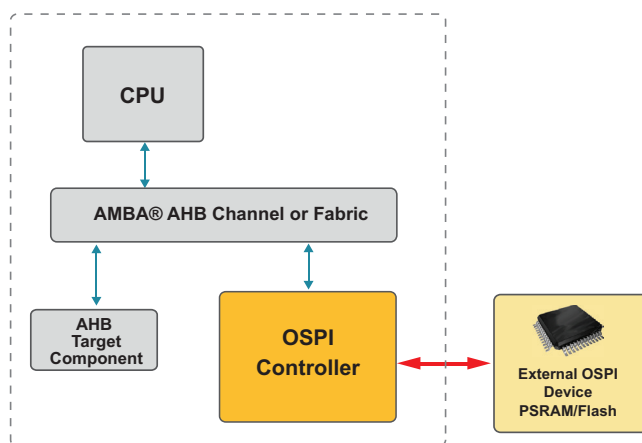 CPU
AMBA® AHB Channel or Fabric
AHB
Target
Component
OSPI
Controller
External OSPI
Device
PSRAM/Flash